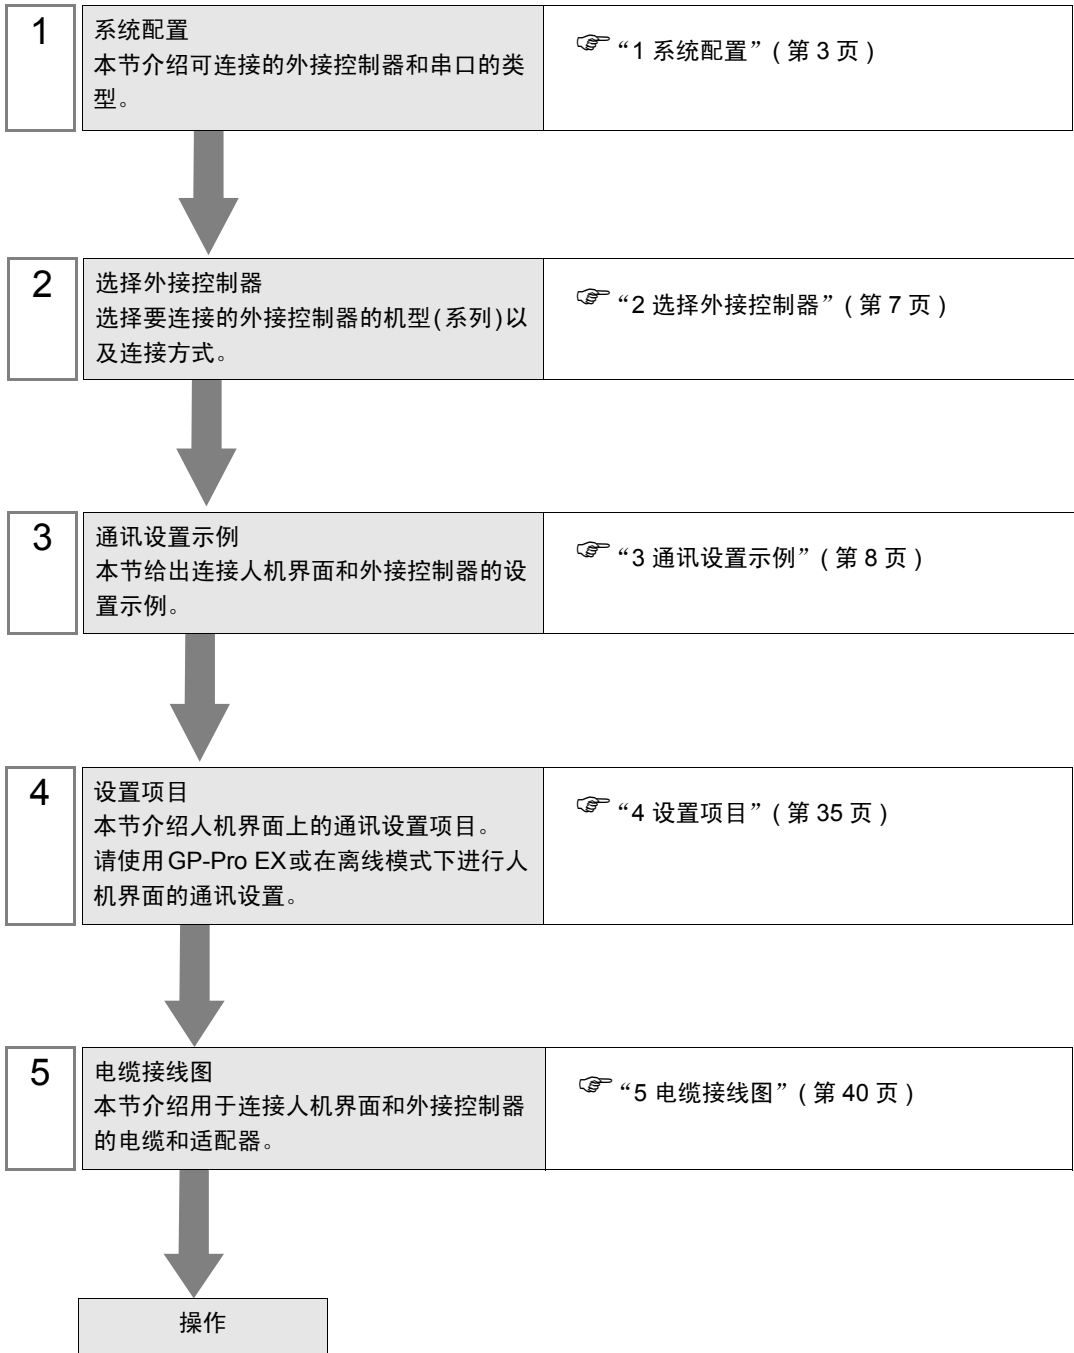 1
系统配置
本节介绍可连接的外接控制器和串口的类
型。
“1 系统配置” ( 第 3 页 )
2
选择外接控制器
选择要连接的外接控制器的机型(系列)以
及连接方式。
“2 选择外接控制器” ( 第 7 页 )
3
通讯设置示例
本节给出连接人机界面和外接控制器的设
置示例。
“3 通讯设置示例” ( 第 8 页 )
4
设置项目
本节介绍人机界面上的通讯设置项目。
请使用GP-Pro EX或在离线模式下进行人
机界面的通讯设置。
“4 设置项目” ( 第 35 页 )
5
电缆接线图
本节介绍用于连接人机界面和外接控制器
的电缆和适配器。
“5 电缆接线图” ( 第 40 页 )
操作